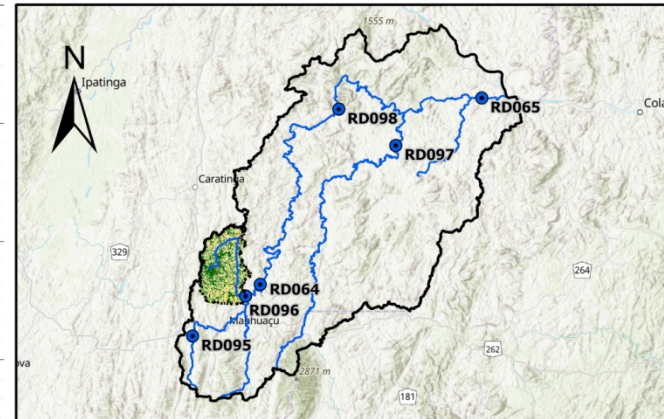 1555 m
N
Ipatinga
RD065
Cola
RD098
RD097
Caratinga
329
264
RD064
RD096
Manhuaçu
RD095
ova
262
2871 m
181